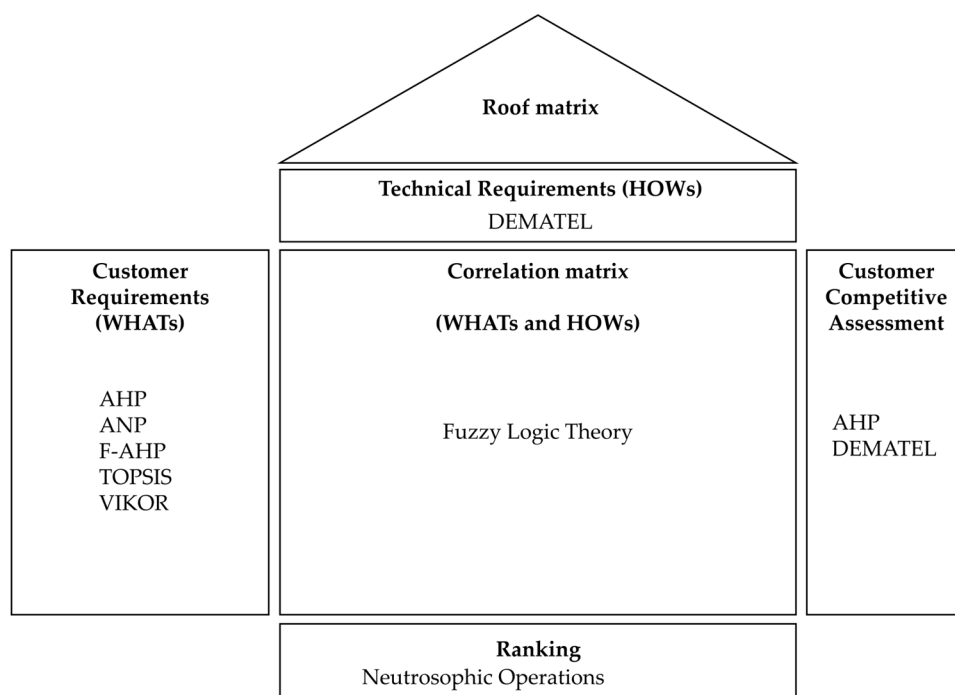 Roof matrix
Technical Requirements (HOWs)
DEMATEL
Customer
Requirements
(WHATs)
AHP
ANP
F-AHP
TOPSIS
VIKOR
Correlation matrix
(WHATs and HOWs)
Fuzzy Logic Theory
Customer
Competitive
Assessment
AHP
DEMATEL
Ranking
Neutrosophic Operations